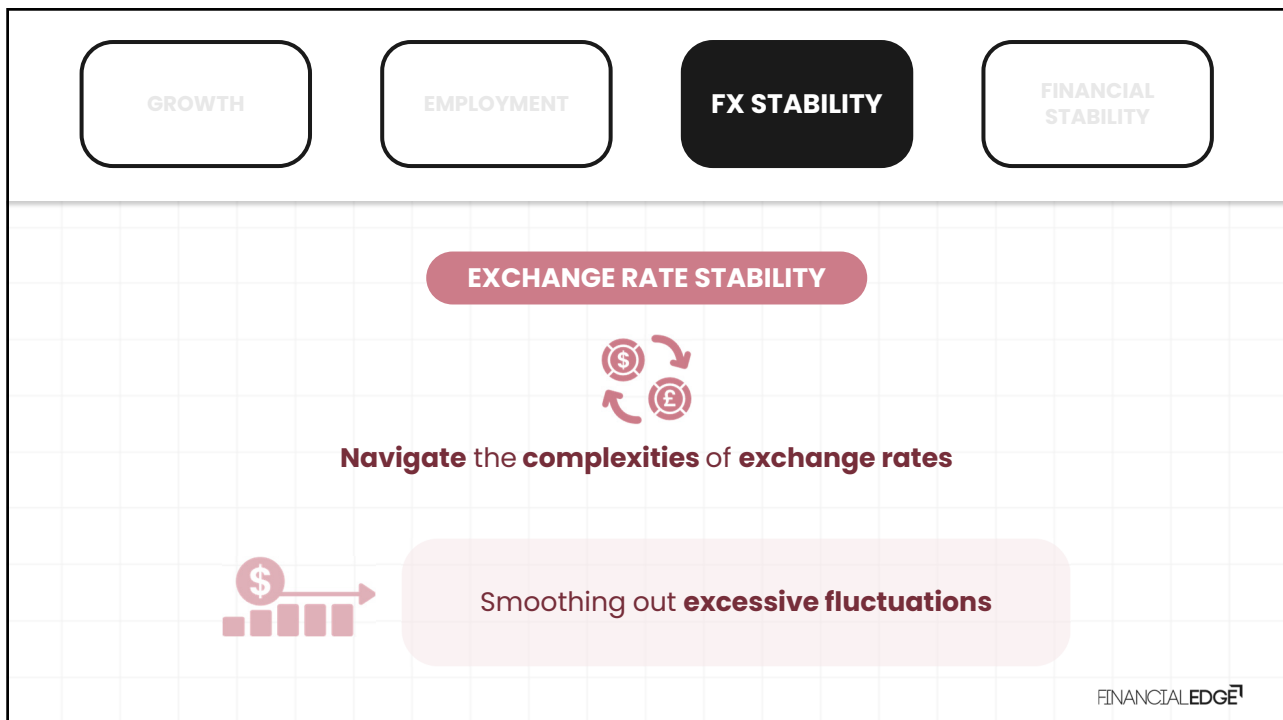 GROWTH
EMPLOYMENT
FX STABILITY
FINANCIAL
STABILITY
EXCHANGE RATE STABILITY
$
£
Navigate the complexities of exchange rates
$
Smoothing out excessive fluctuations
FINANCIALEDGE